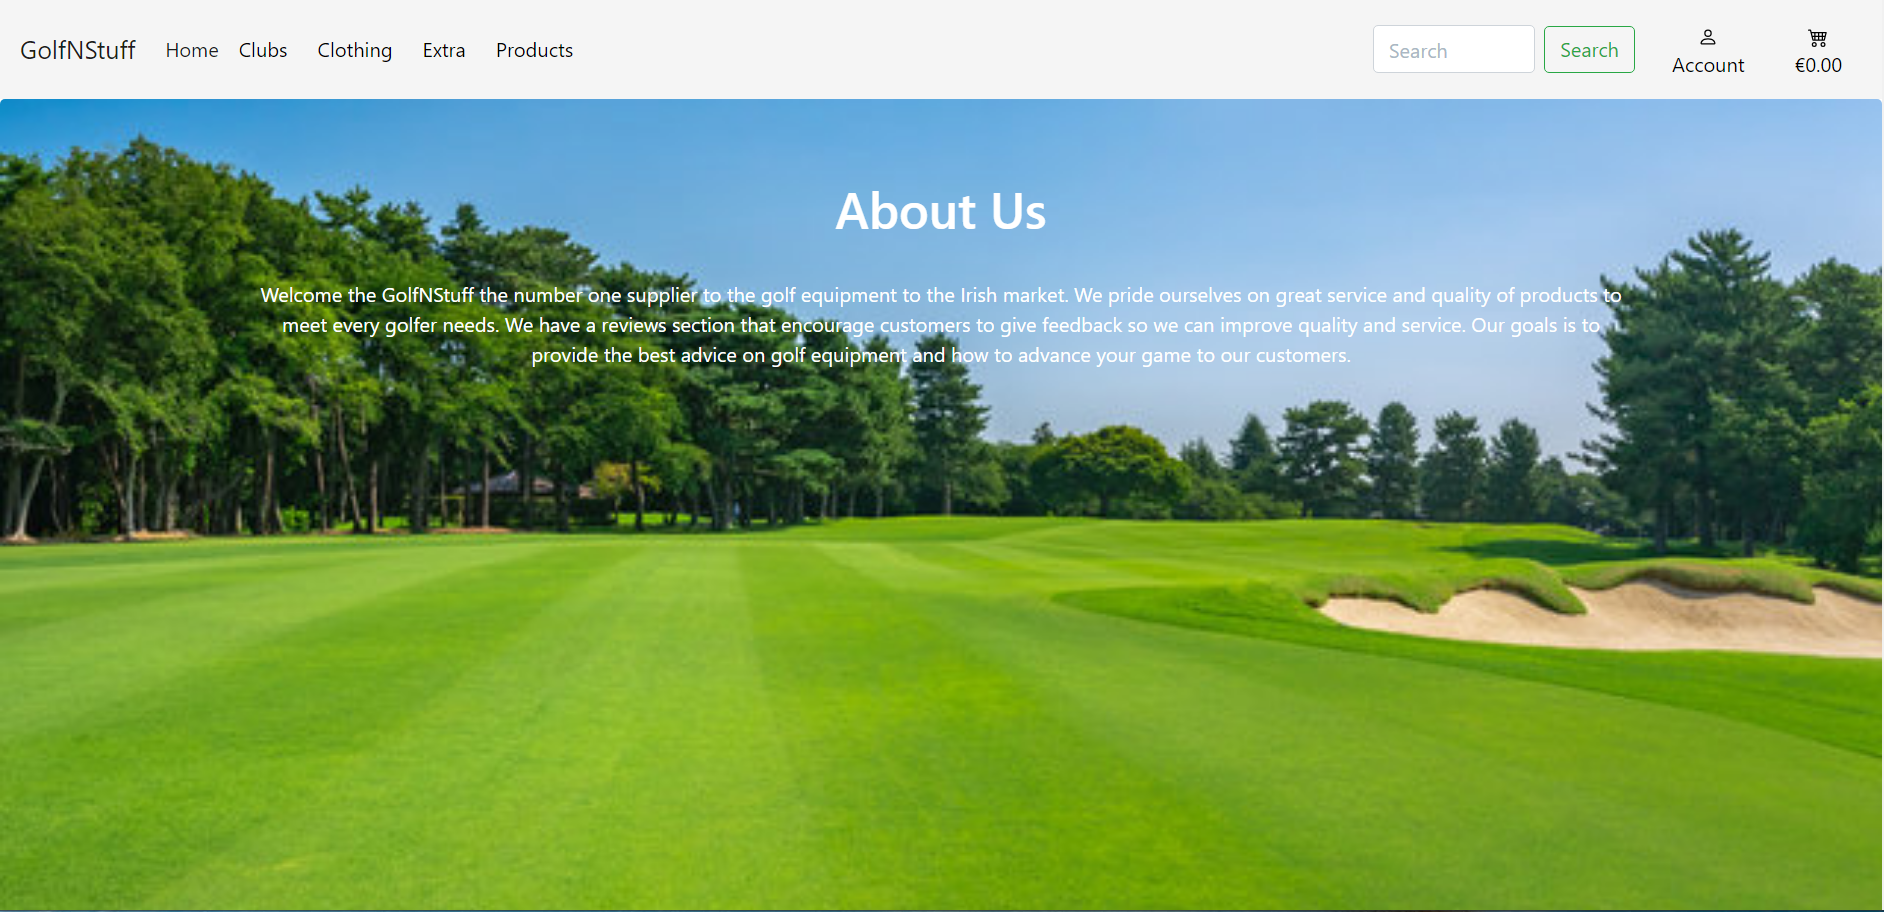 GolfNStuff Home Clubs Clothing Extra Products Search Search Account €0.00
About Us
Welcome the GolfNStuff the number one supplier to the golf equipment to the Irish market. We pride ourselves on great service and quality of products to
meet every golfer needs. We have a reviews section that encourage customers to give feedback so we can improve quality and service. Our goals is to
provide the best advice on golf equipment and how to advance your game to our customers.